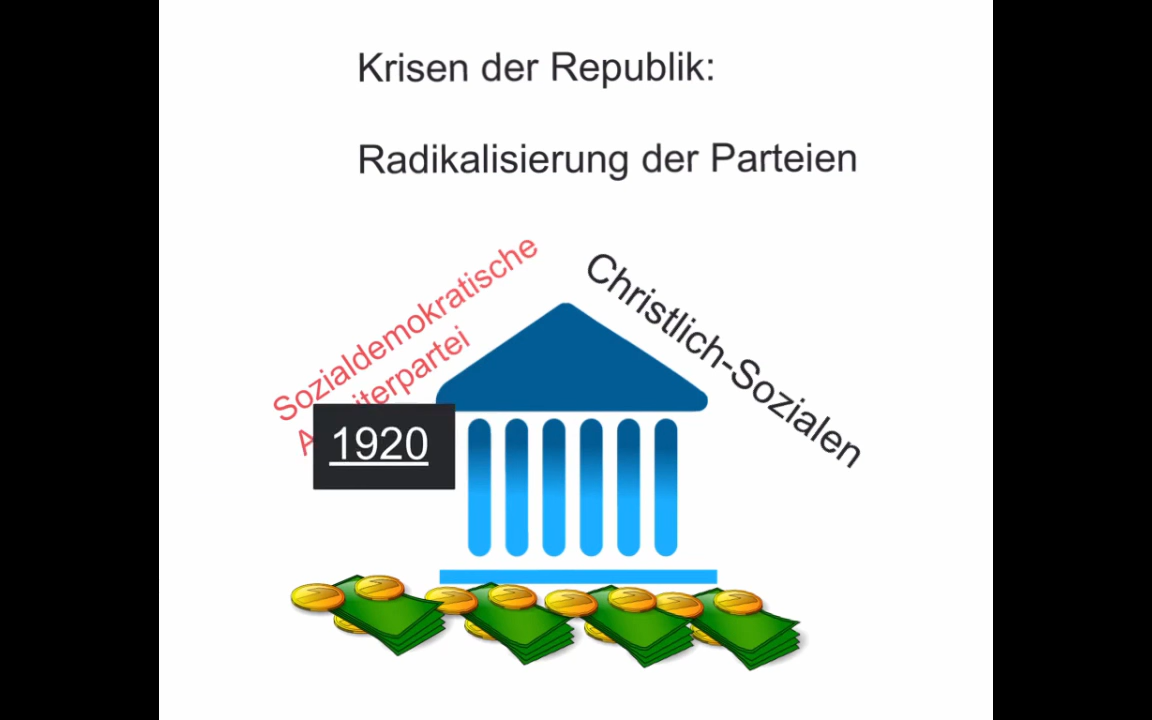 Krisen der Republik:
Radikalisierung der Parteien
Sozialdemokratische
Christlich-Sozialen
1920